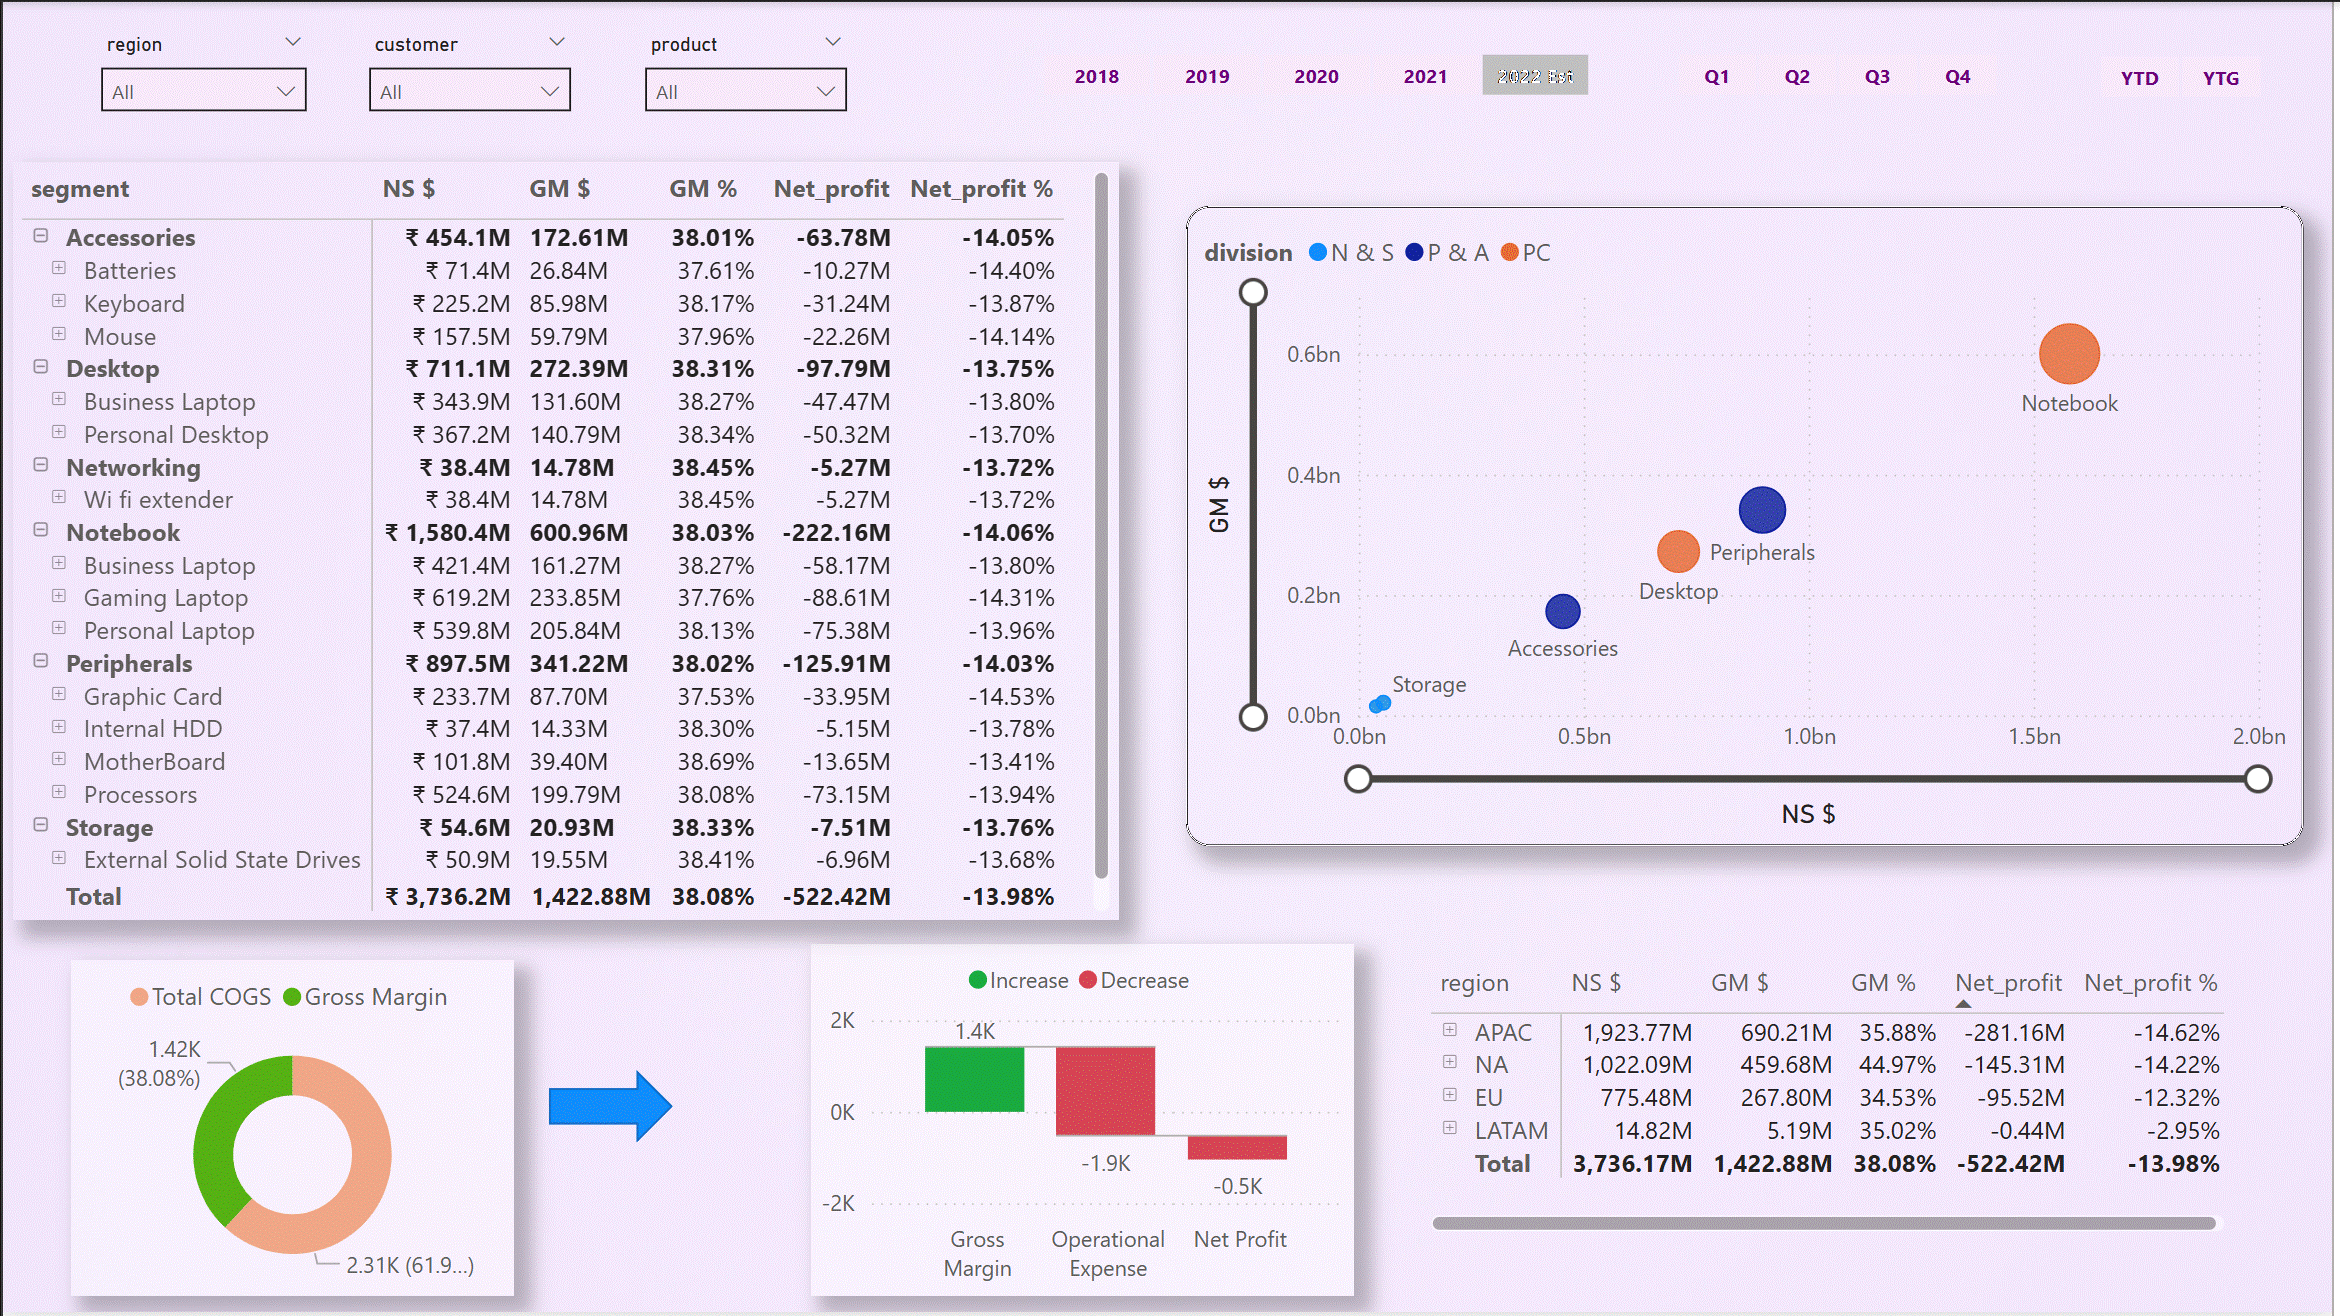 region customer product
All All All
2018 2019 2020 2021 2022 Est Q1 Q2 Q3 Q4 YTD YTG
segment NS $ GM $ GM % Net_profit Net_profit %
Accessories ₹ 454.1M 172.61M 38.01% -63.78M -14.05%
Batteries ₹ 71.4M 26.84M 37.61% -10.27M -14.40%
Keyboard ₹ 225.2M 85.98M 38.17% -31.24M -13.87%
Mouse ₹ 157.5M 59.79M 37.96% -22.26M -14.14%
Desktop ₹ 711.1M 272.39M 38.31% -97.79M -13.75%
Business Laptop ₹ 343.9M 131.60M 38.27% -47.47M -13.80%
Personal Desktop ₹ 367.2M 140.79M 38.34% -50.32M -13.70%
Networking ₹ 38.4M 14.78M 38.45% -5.27M -13.72%
Wi fi extender ₹ 38.4M 14.78M 38.45% -5.27M -13.72%
Notebook ₹ 1,580.4M 600.96M 38.03% -222.16M -14.06%
Business Laptop ₹ 421.4M 161.27M 38.27% -58.17M -13.80%
Gaming Laptop ₹ 619.2M 233.85M 37.76% -88.61M -14.31%
Personal Laptop ₹ 539.8M 205.84M 38.13% -75.38M -13.96%
Peripherals ₹ 897.5M 341.22M 38.02% -125.91M -14.03%
Graphic Card ₹ 233.7M 87.70M 37.53% -33.95M -14.53%
Internal HDD ₹ 37.4M 14.33M 38.30% -5.15M -13.78%
MotherBoard ₹ 101.8M 39.40M 38.69% -13.65M -13.41%
Processors ₹ 524.6M 199.79M 38.08% -73.15M -13.94%
Storage ₹ 54.6M 20.93M 38.33% -7.51M -13.76%
External Solid State Drives ₹ 50.9M 19.55M 38.41% -6.96M -13.68%
Total ₹ 3,736.2M 1,422.88M 38.08% -522.42M -13.98%
division N & S P & A PC
0.6bn
Notebook
0.4bn
GM $
Peripherals
Desktop
0.2bn
Accessories
Storage
0.0bn
0.0bn 0.5bn 1.0bn 1.5bn 2.0bn
NS $
Total COGS Gross Margin
1.42K
(38.08%)
2.31K (61.9...)
Increase Decrease
2K
1.4K
0K
-1.9K
-0.5K
-2K
Gross Operational Net Profit
Margin Expense
region NS $ GM $ GM % Net_profit Net_profit %
APAC 1,923.77M 690.21M 35.88% -281.16M -14.62%
NA 1,022.09M 459.68M 44.97% -145.31M -14.22%
EU 775.48M 267.80M 34.53% -95.52M -12.32%
LATAM 14.82M 5.19M 35.02% -0.44M -2.95%
Total 3,736.17M 1,422.88M 38.08% -522.42M -13.98%